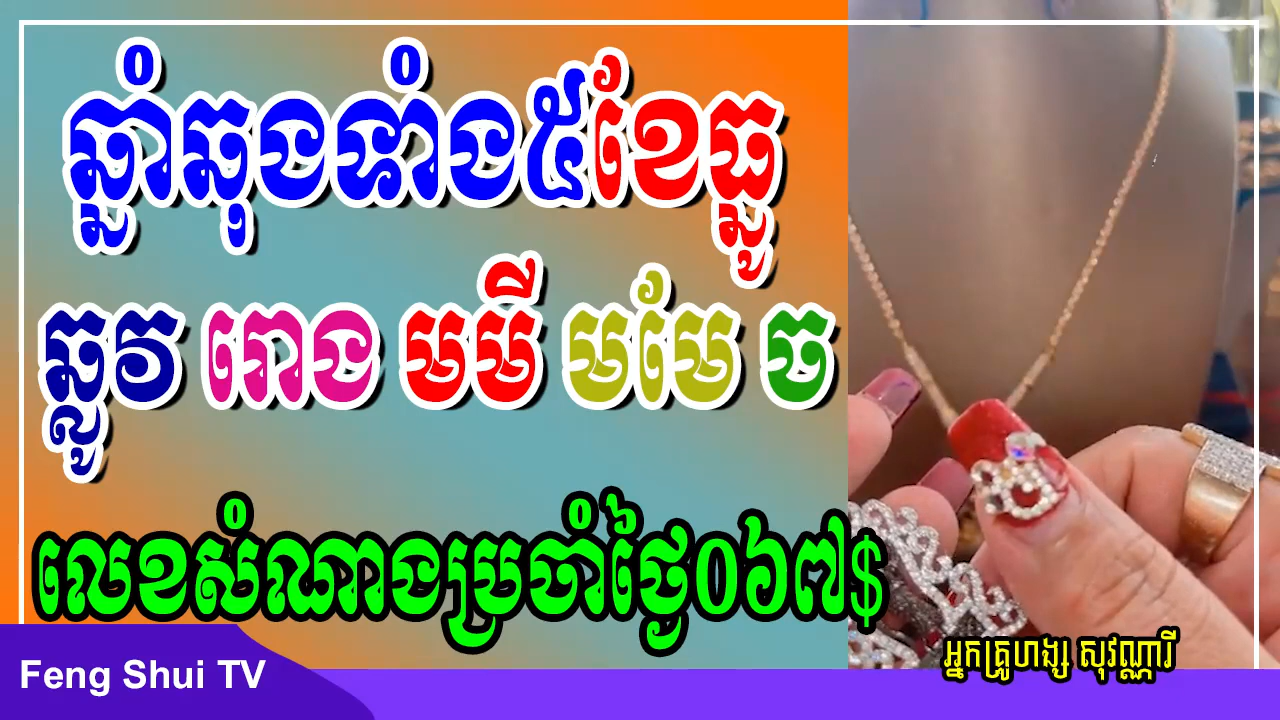 ឆ្នាំឆុងទាំង៥ខែធ្នូ
ឆ្លូវ រោង មមី មមែ ច
លេខសំណាងប្រចាំថ្ងៃ០៦៧$
អ្នកគ្រូហង្ស សុវណ្ណារី
Feng Shui TV